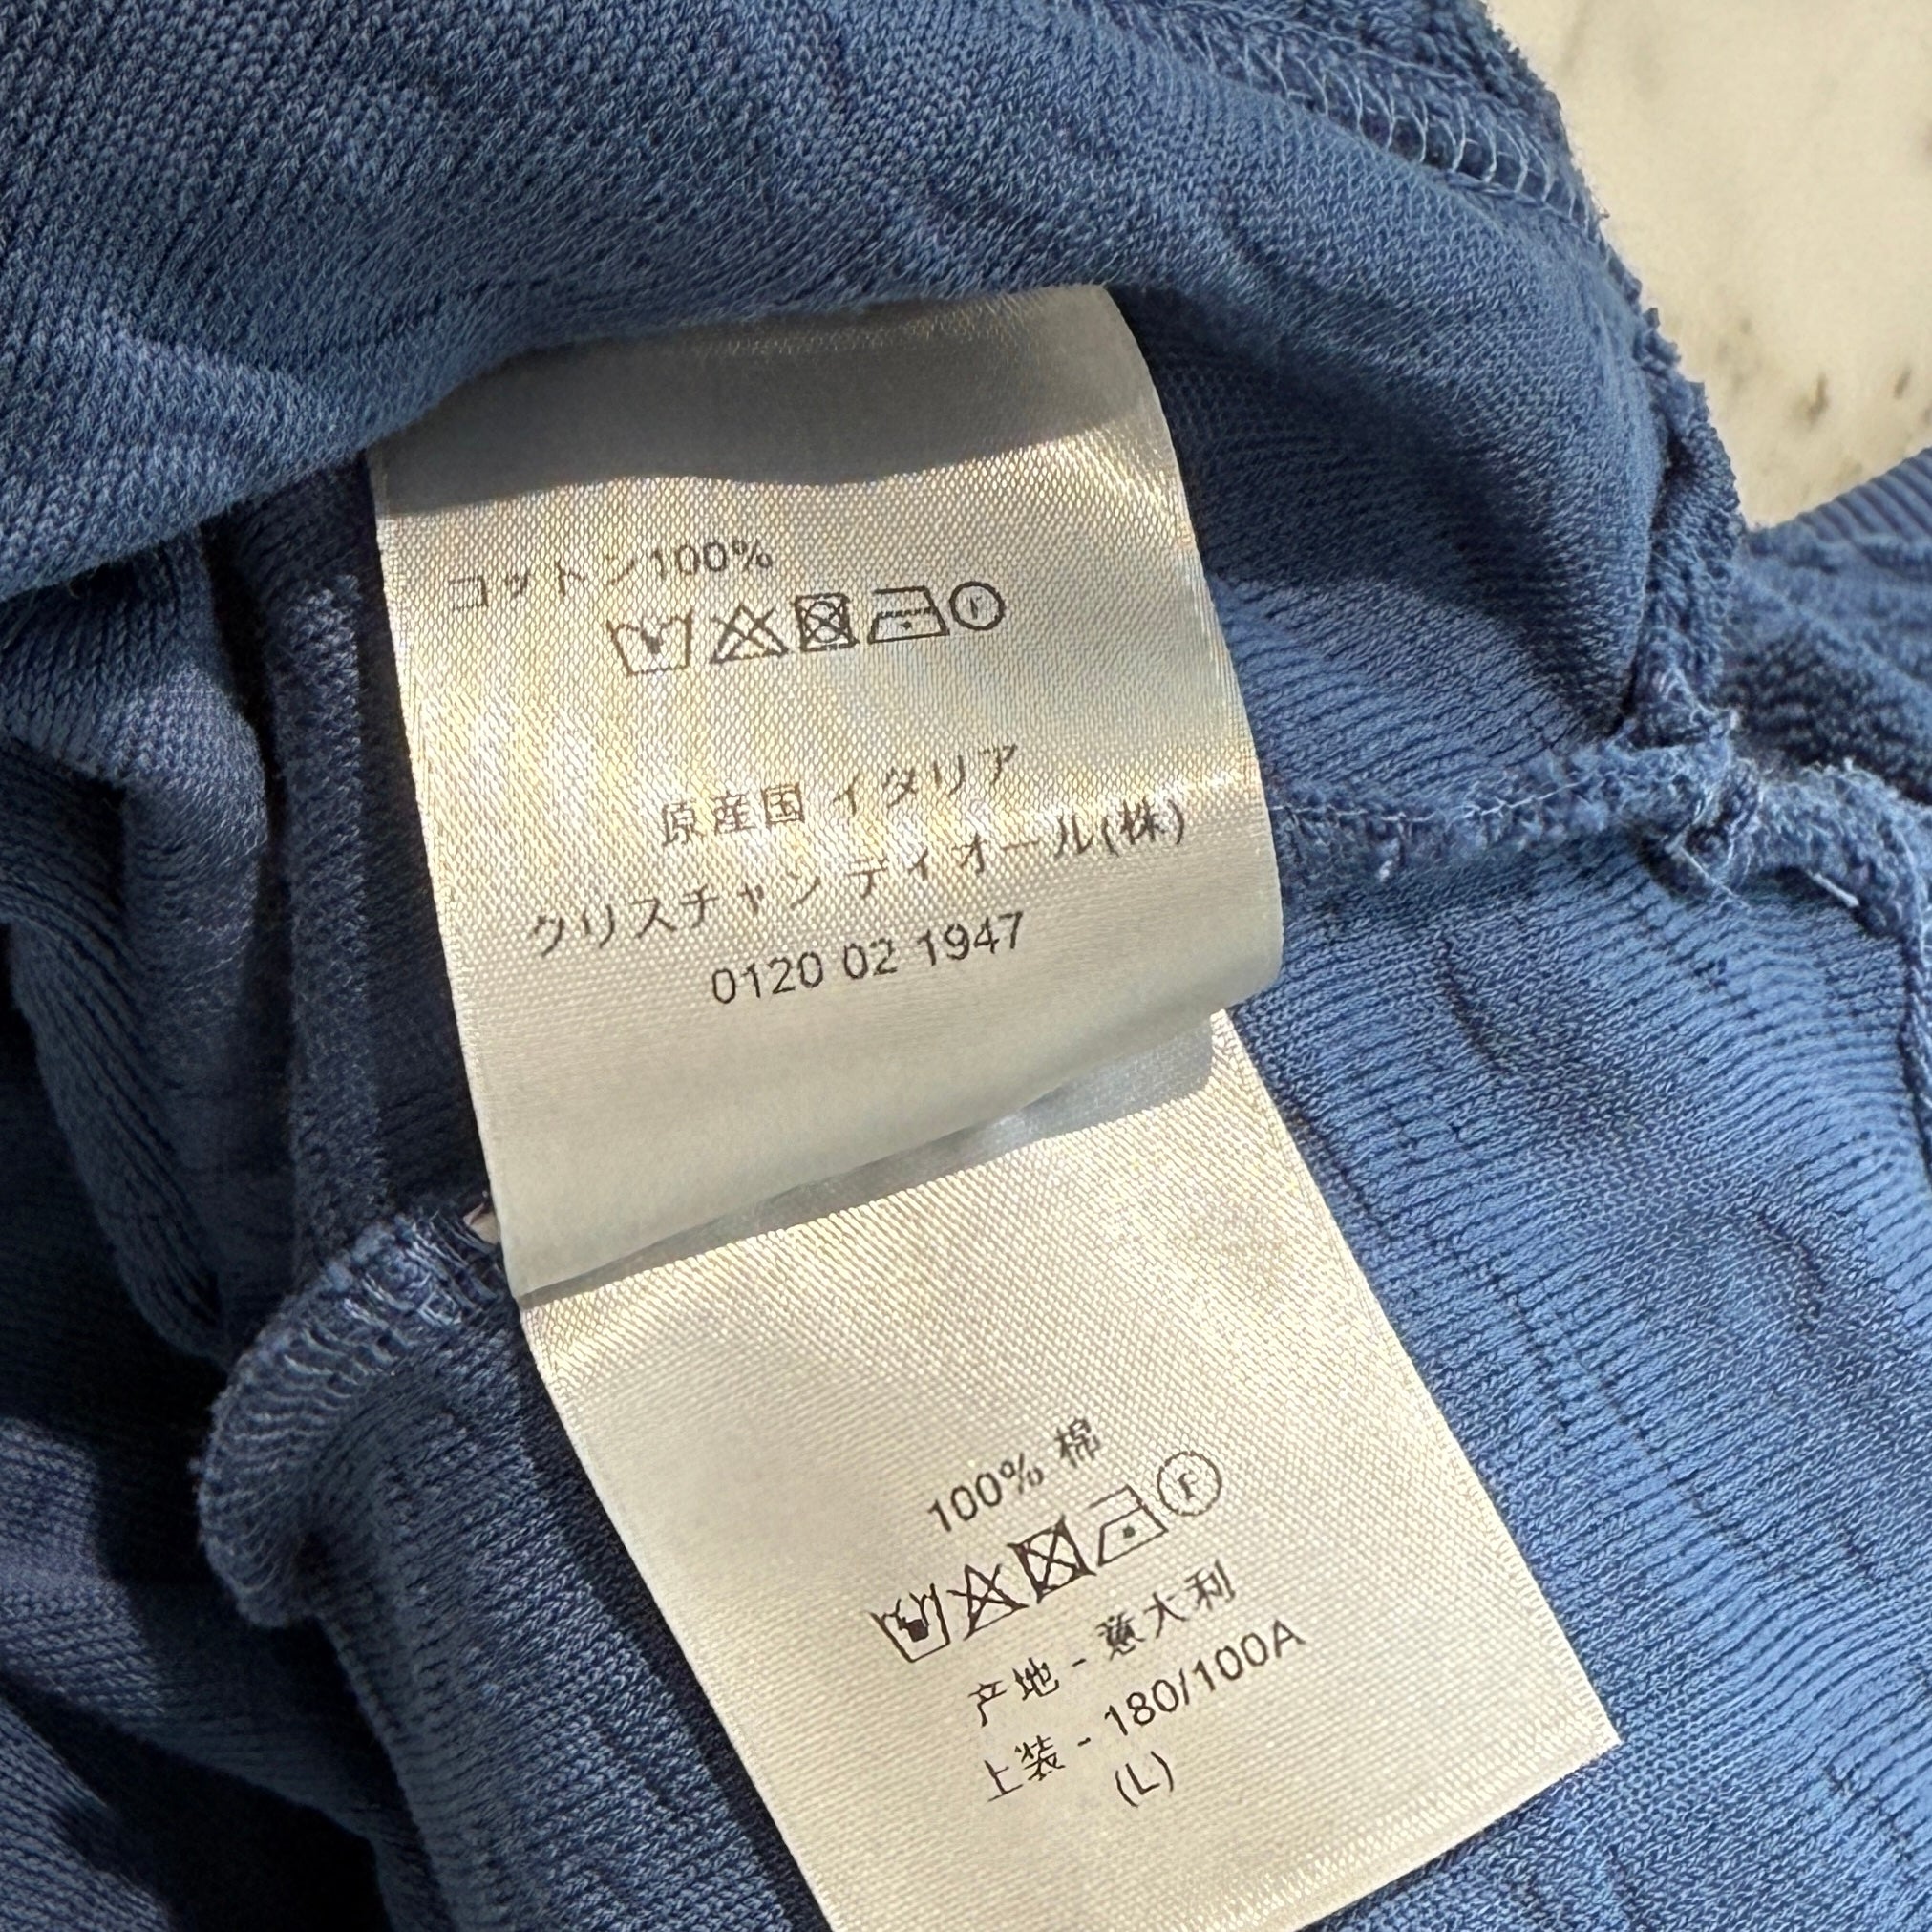 コットン100%
原産国 イタリア
クリスチャン ディオール(株)
0120 02 1947
100% 棉
F
产地 - 意大利
上装 - 180/100A
(L)